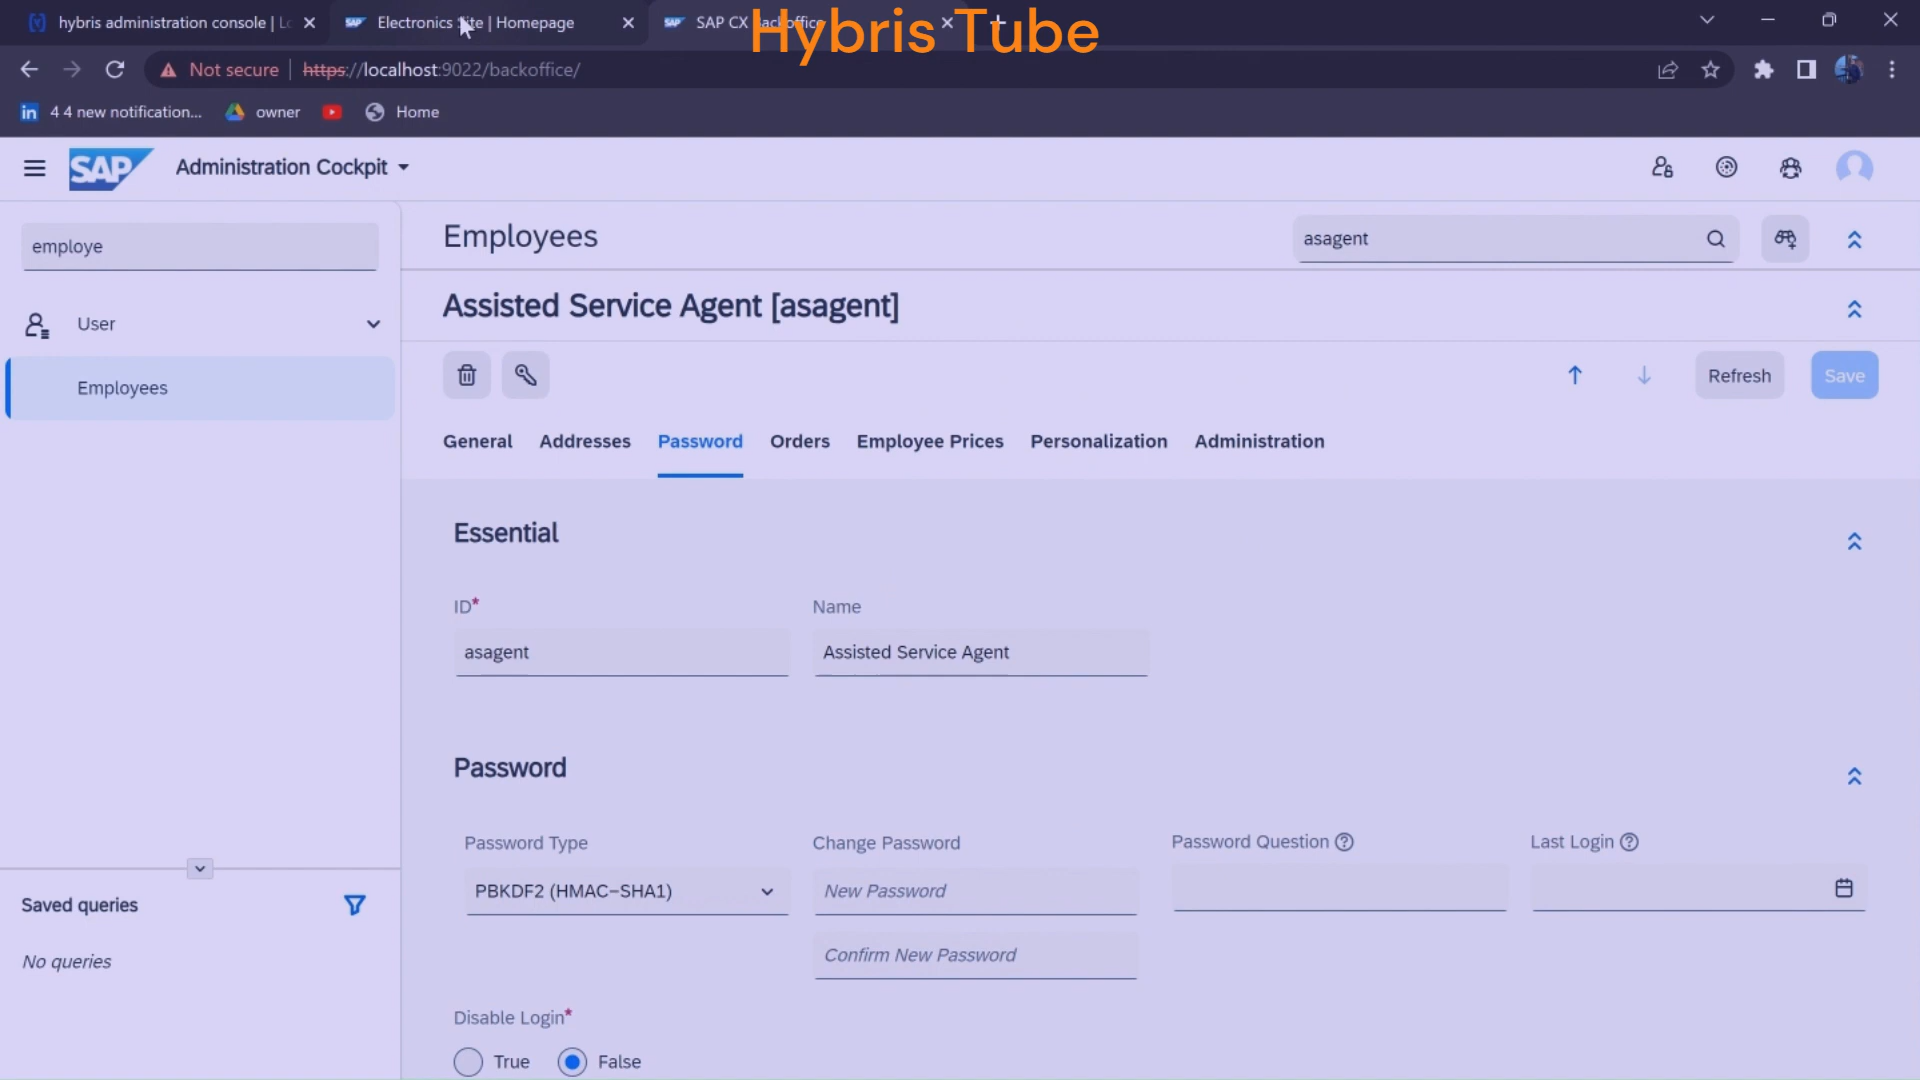 hybris administration console | Lo
Electronics Site | Homepage
SAP CX Backoffice
Hybris Tube
Not secure
https://localhost:9022/backoffice/
4 4 new notification...
owner
Home
SAP
Administration Cockpit
employe
Employees
asagent
Assisted Service Agent [asagent]
User
Employees
Refresh
Save
General
Addresses
Password
Orders
Employee Prices
Personalization
Administration
Essential
ID*
Name
asagent
Assisted Service Agent
Password
Password Type
Change Password
Password Question
Last Login
PBKDF2 (HMAC-SHA1)
New Password
Confirm New Password
Saved queries
No queries
Disable Login*
True
False